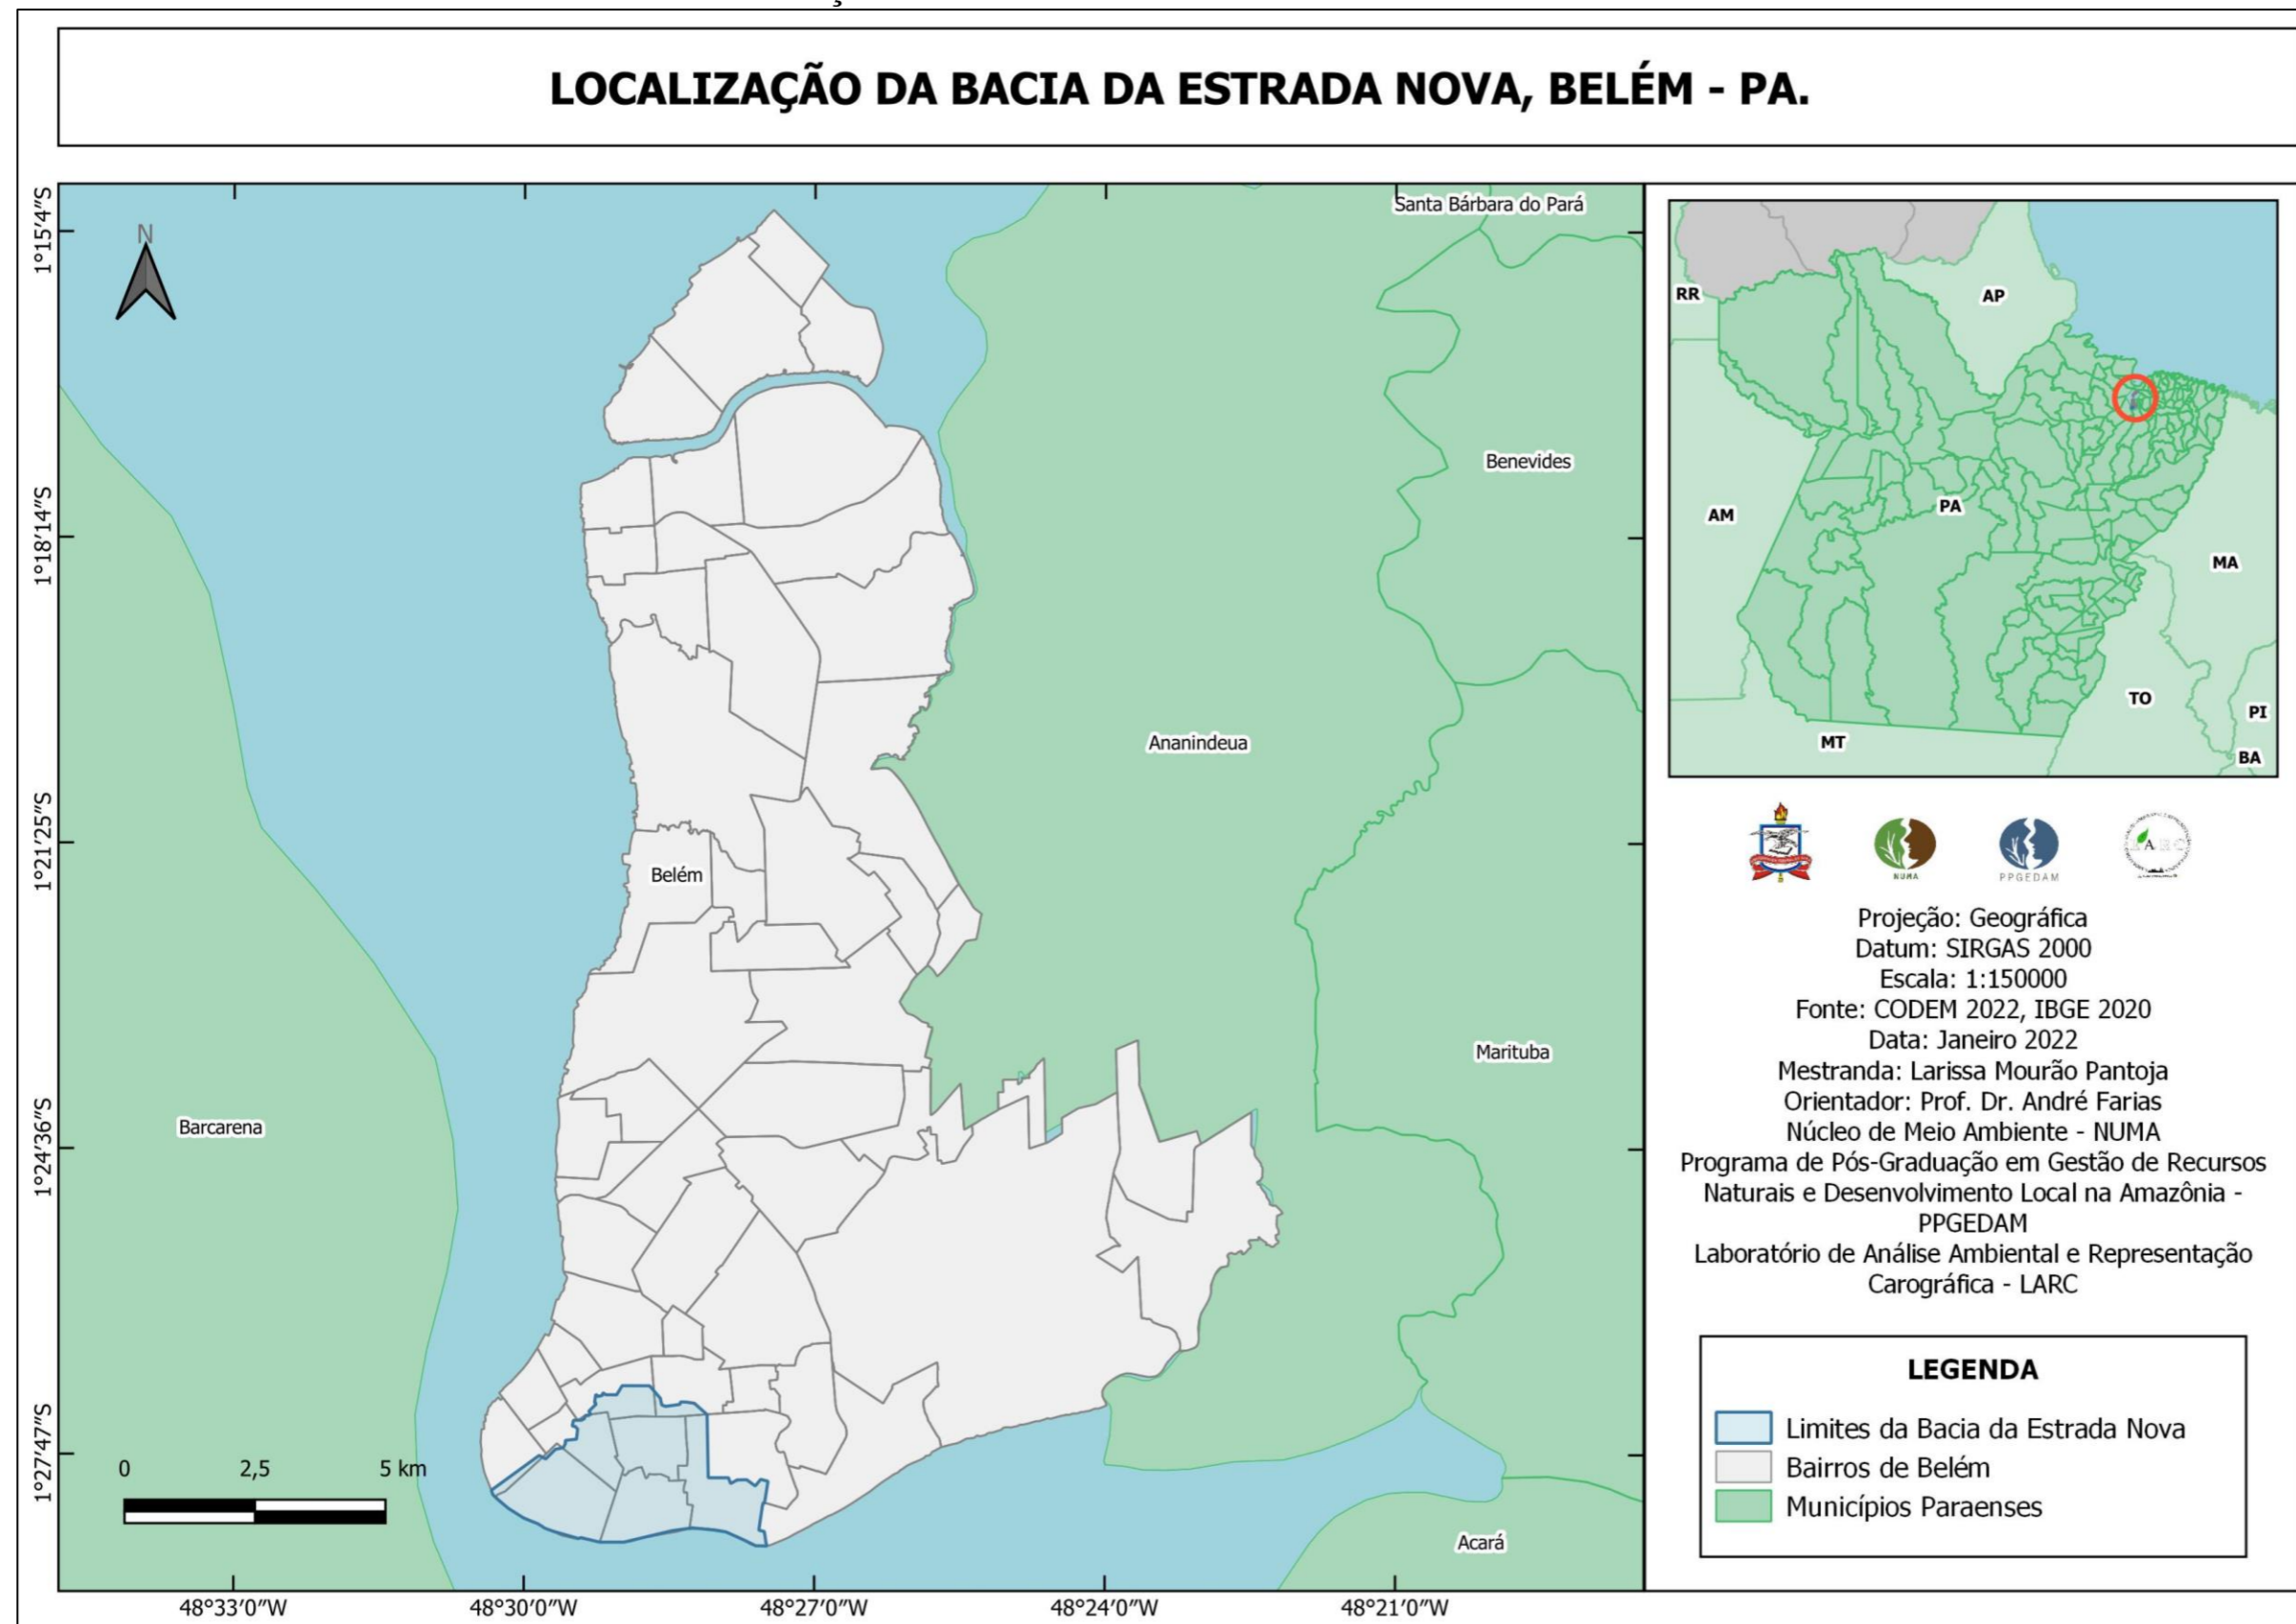 LOCALIZAÇÃO DA BACIA DA ESTRADA NOVA, BELÉM - PA.
N
Santa Bárbara do Pará
Benevides
Ananindeua
Belém
Marituba
Barcarena
Acará
1°15'4"S
1°18'14"S
1°21'25"S
1°24'36"S
1°27'47"S
0 2,5 5 km
48°33'0"W 48°30'0"W 48°27'0"W 48°24'0"W 48°21'0"W
RR
AP
AM
PA
MA
TO
PI
MT
BA
NUMA
PPGEDAM
Projeção: Geográfica
Datum: SIRGAS 2000
Escala: 1:150000
Fonte: CODEM 2022, IBGE 2020
Data: Janeiro 2022
Mestranda: Larissa Mourão Pantoja
Orientador: Prof. Dr. André Farias
Núcleo de Meio Ambiente - NUMA
Programa de Pós-Graduação em Gestão de Recursos
Naturais e Desenvolvimento Local na Amazônia -
PPGEDAM
Laboratório de Análise Ambiental e Representação
Carográfica - LARC
LEGENDA
Limites da Bacia da Estrada Nova
Bairros de Belém
Municípios Paraenses